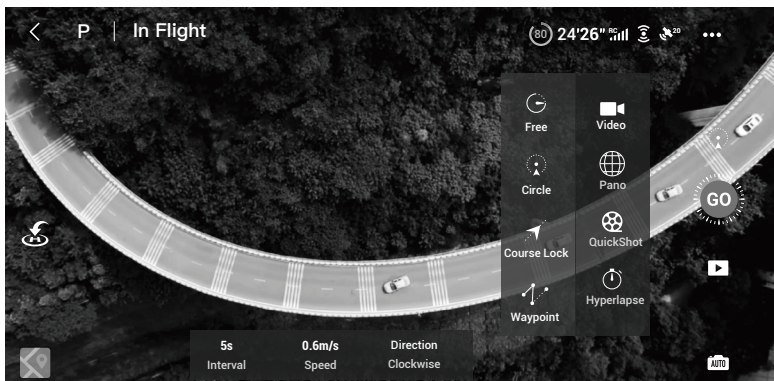 P | In Flight
80 24'26" RC 20
Free
Video
Circle
Pano
GO
Course Lock
QuickShot
Waypoint
Hyperlapse
5s 0.6m/s Direction
Interval Speed Clockwise
H
AUTO